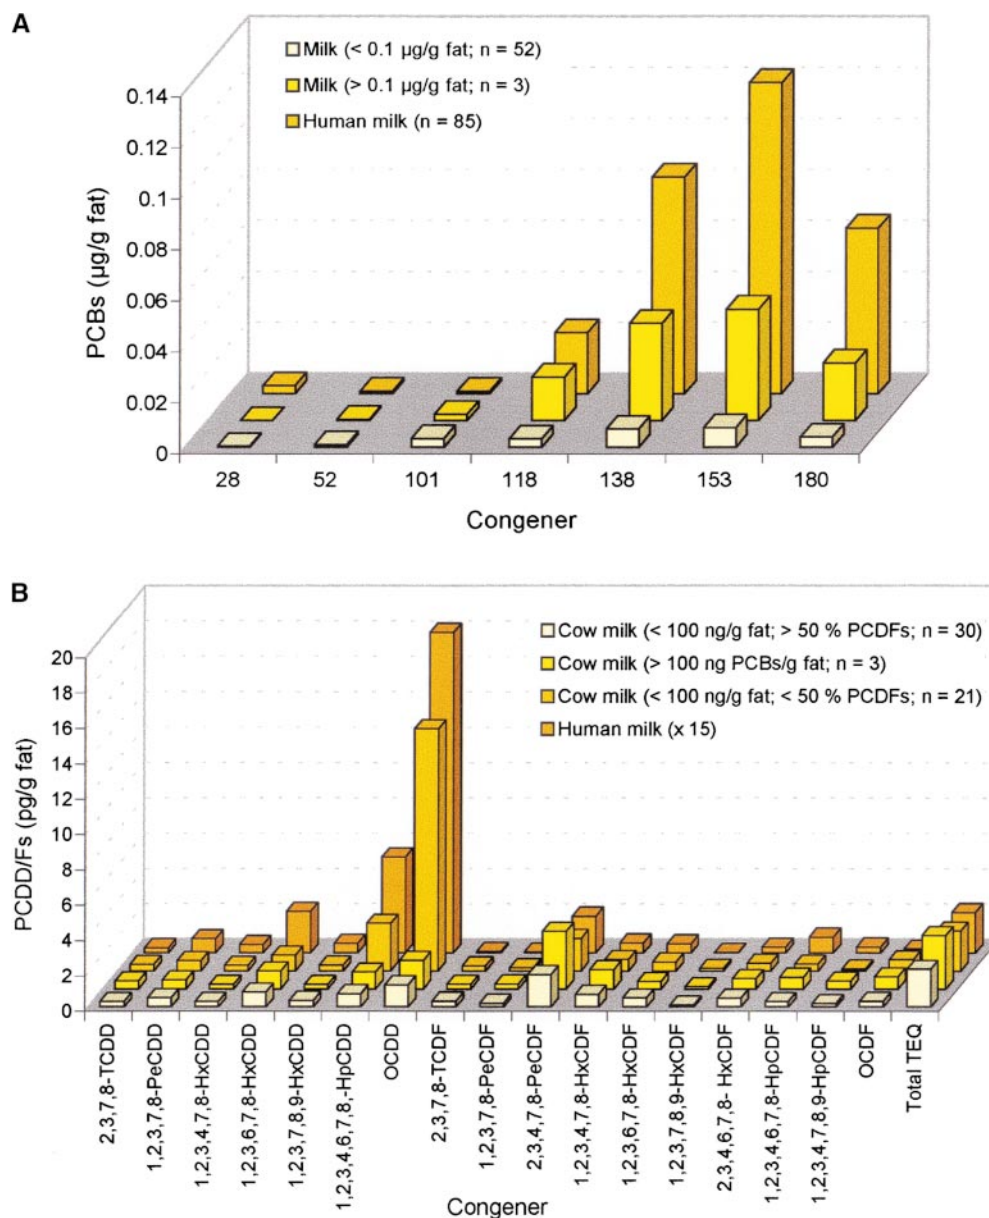 A
Milk (< 0.1 µg/g fat; n = 52)
Milk (> 0.1 µg/g fat; n = 3)
Human milk (n = 85)
0.14
0.12
0.1
0.08
0.06
0.04
0.02
0
PCBs (µg/g fat)
28 52 101 118 138 153 180
Congener
B
Cow milk (< 100 ng/g fat; > 50 % PCDFs; n = 30)
Cow milk (> 100 ng PCBs/g fat; n = 3)
Cow milk (< 100 ng/g fat; < 50 % PCDFs; n = 21)
Human milk (x 15)
20
18
16
14
12
10
8
6
4
2
0
PCDD/Fs (pg/g fat)
2,3,7,8-TCDD
1,2,3,7,8-PeCDD
1,2,3,4,7,8-HxCDD
1,2,3,6,7,8-HxCDD
1,2,3,7,8,9-HxCDD
1,2,3,4,6,7,8,-HpCDD
OCDD
2,3,7,8-TCDF
1,2,3,7,8-PeCDF
2,3,4,7,8-PeCDF
1,2,3,4,7,8-HxCDF
1,2,3,6,7,8-HxCDF
1,2,3,7,8,9-HxCDF
2,3,4,6,7,8- HxCDF
1,2,3,4,6,7,8-HpCDF
1,2,3,4,7,8,9-HpCDF
OCDF
Total TEQ
Congener